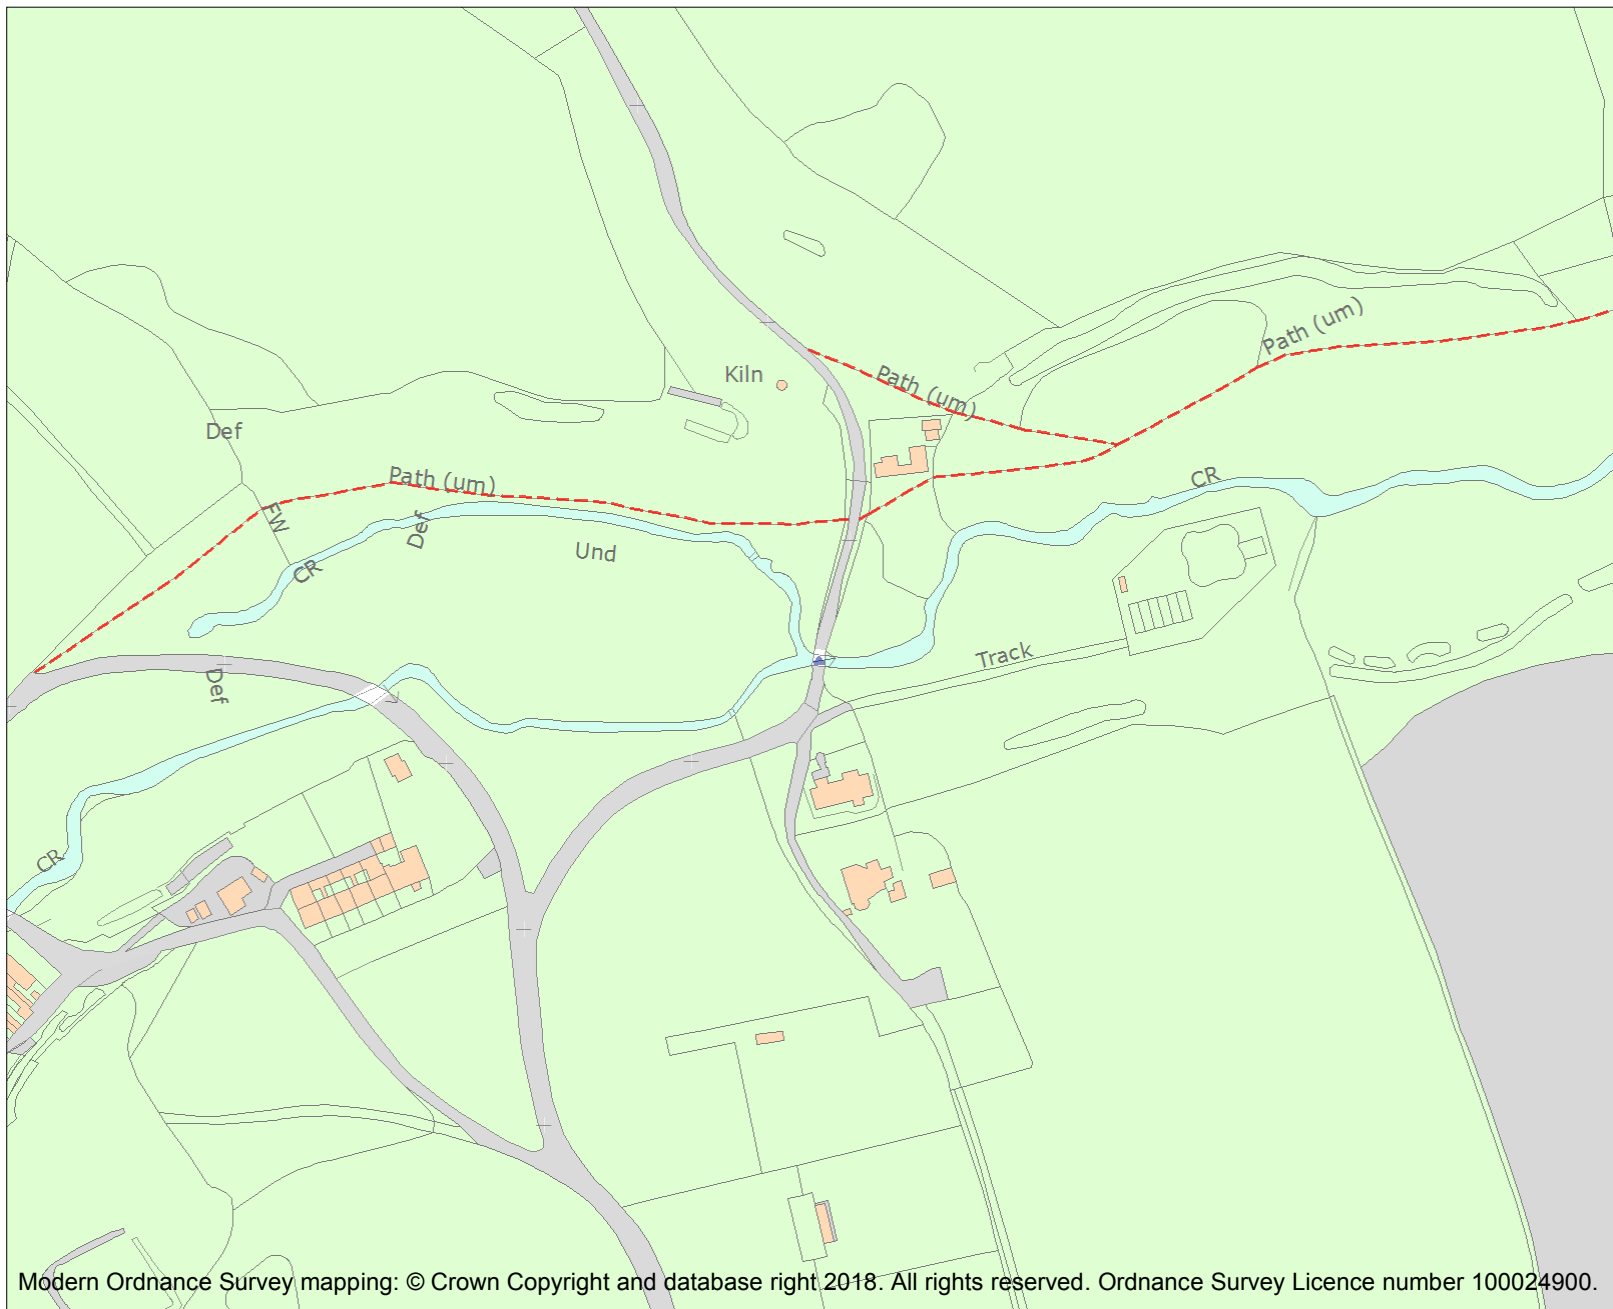 Path (um)
Kiln
Path (um)
Def
Path (um)
CR
FW
Def
Und
CR
Track
Def
CR
Modern Ordnance Survey mapping: © Crown Copyright and database right 2018. All rights reserved. Ordnance Survey Licence number 100024900.